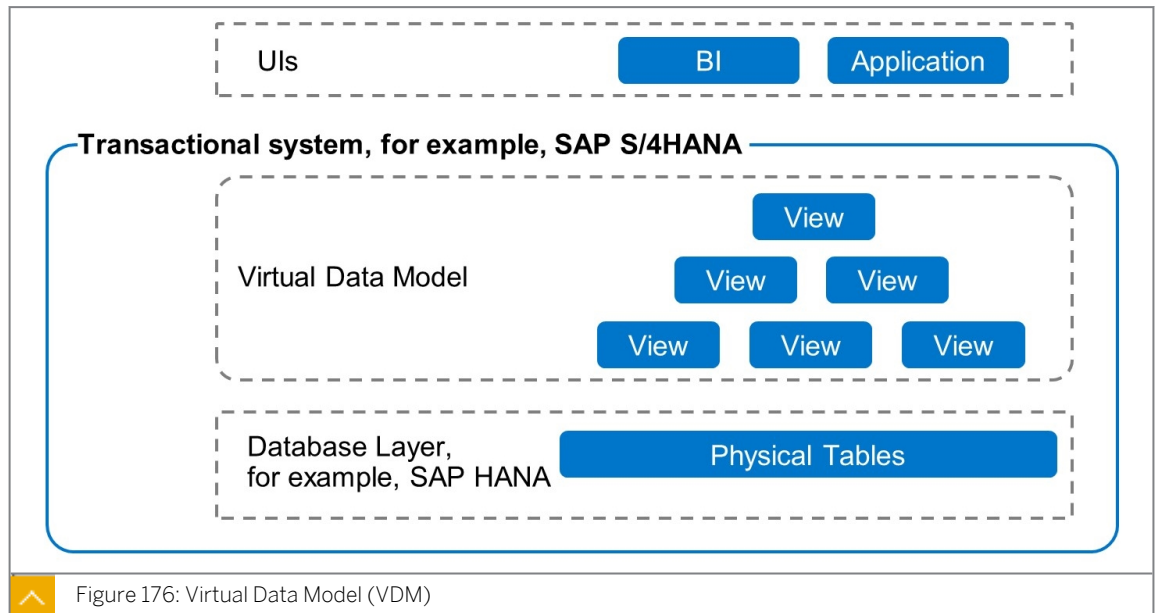 UIs
BI
Application
Transactional system, for example, SAP S/4HANA
View
Virtual Data Model
View
View
View
View
View
Database Layer,
for example, SAP HANA
Physical Tables
Figure 176: Virtual Data Model (VDM)